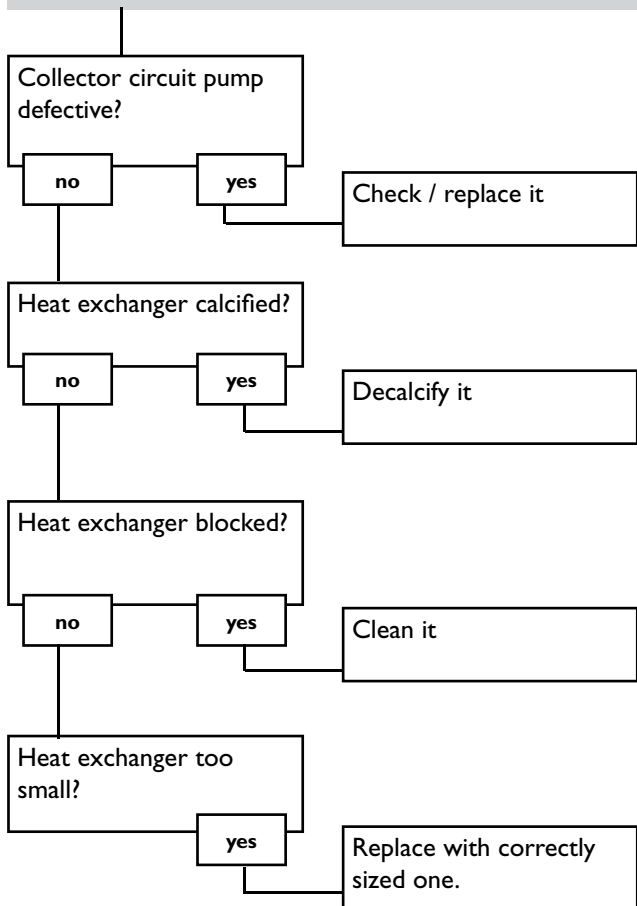 Collector circuit pump
defective?
no
yes
Check / replace it
Heat exchanger calcified?
no
yes
Decalcify it
Heat exchanger blocked?
no
yes
Clean it
Heat exchanger too
small?
yes
Replace with correctly
sized one.